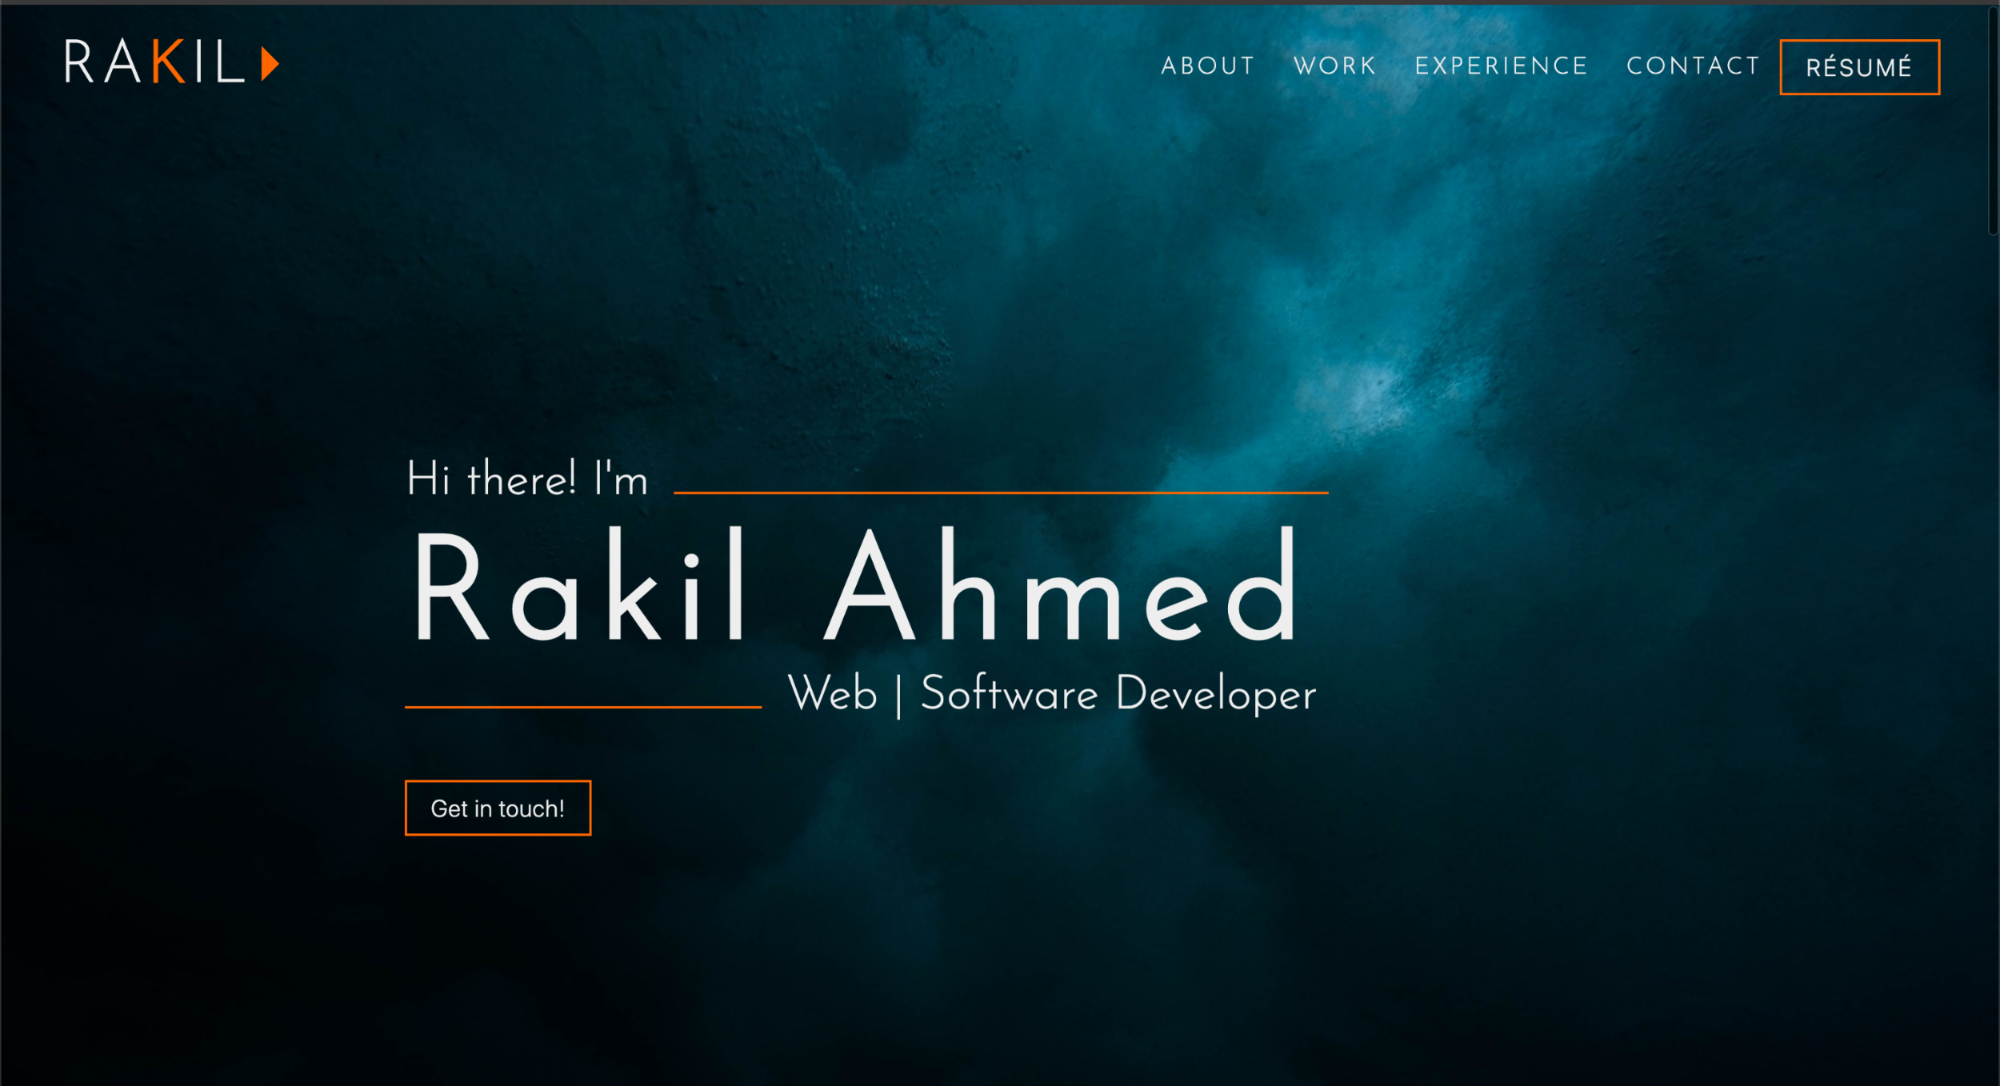 RAKIL
ABOUT WORK EXPERIENCE CONTACT RÉSUMÉ
Hi there! I'm
Rakil Ahmed
Web | Software Developer
Get in touch!